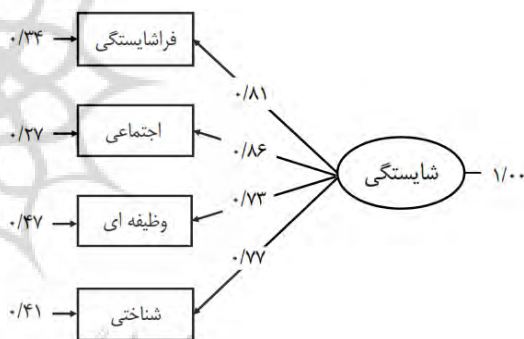 ۰/۳۴
فراشایستگی
۰/۸۱
۰/۲۷
اجتماعی
۰/۸۶
شایستگی
۱/۰۰
۰/۷۳
۰/۴۷
وظیفه ای
۰/۷۷
۰/۴۱
شناختی